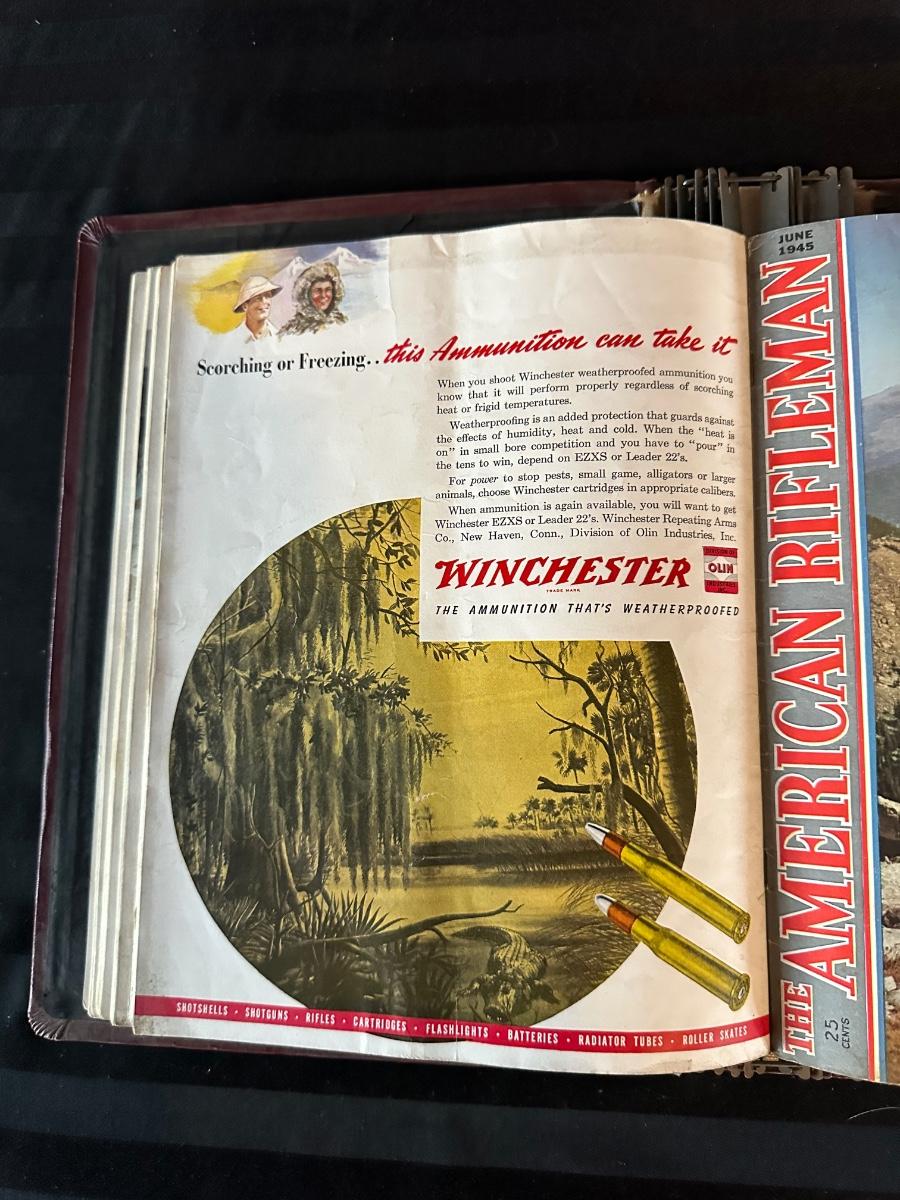 Scorching or Freezing.. this Ammunition can take it
When you shoot Winchester weatherproofed ammunition you
know that it will perform properly regardless of scorching
heat or frigid temperatures.
Weatherproofing is an added protection that guards against
the effects of humidity, heat and cold. When the "heat is
on" in small bore competition and you have to "pour" in
the tens to win, depend on EZXS or Leader 22's.
For power to stop pests, small game, alligators or larger
animals, choose Winchester cartridges in appropriate calibers.
When ammunition is again available, you will want to get
Winchester EZXS or Leader 22's. Winchester Repeating Arms
Co., New Haven, Conn., Division of Olin Industries, Inc.
WINCHESTER
TRADE MARK
DIVISION OF
OLIN
INDUSTRIES
THE AMMUNITION THAT'S WEATHERPROOFED
SHOTSHELLS · SHOTGUNS · RIFLES · CARTRIDGES · FLASHLIGHTS · BATTERIES · RADIATOR TUBES · ROLLER SKATES
JUNE
1945
THE AMERICAN RIFLEMAN
25
CENTS